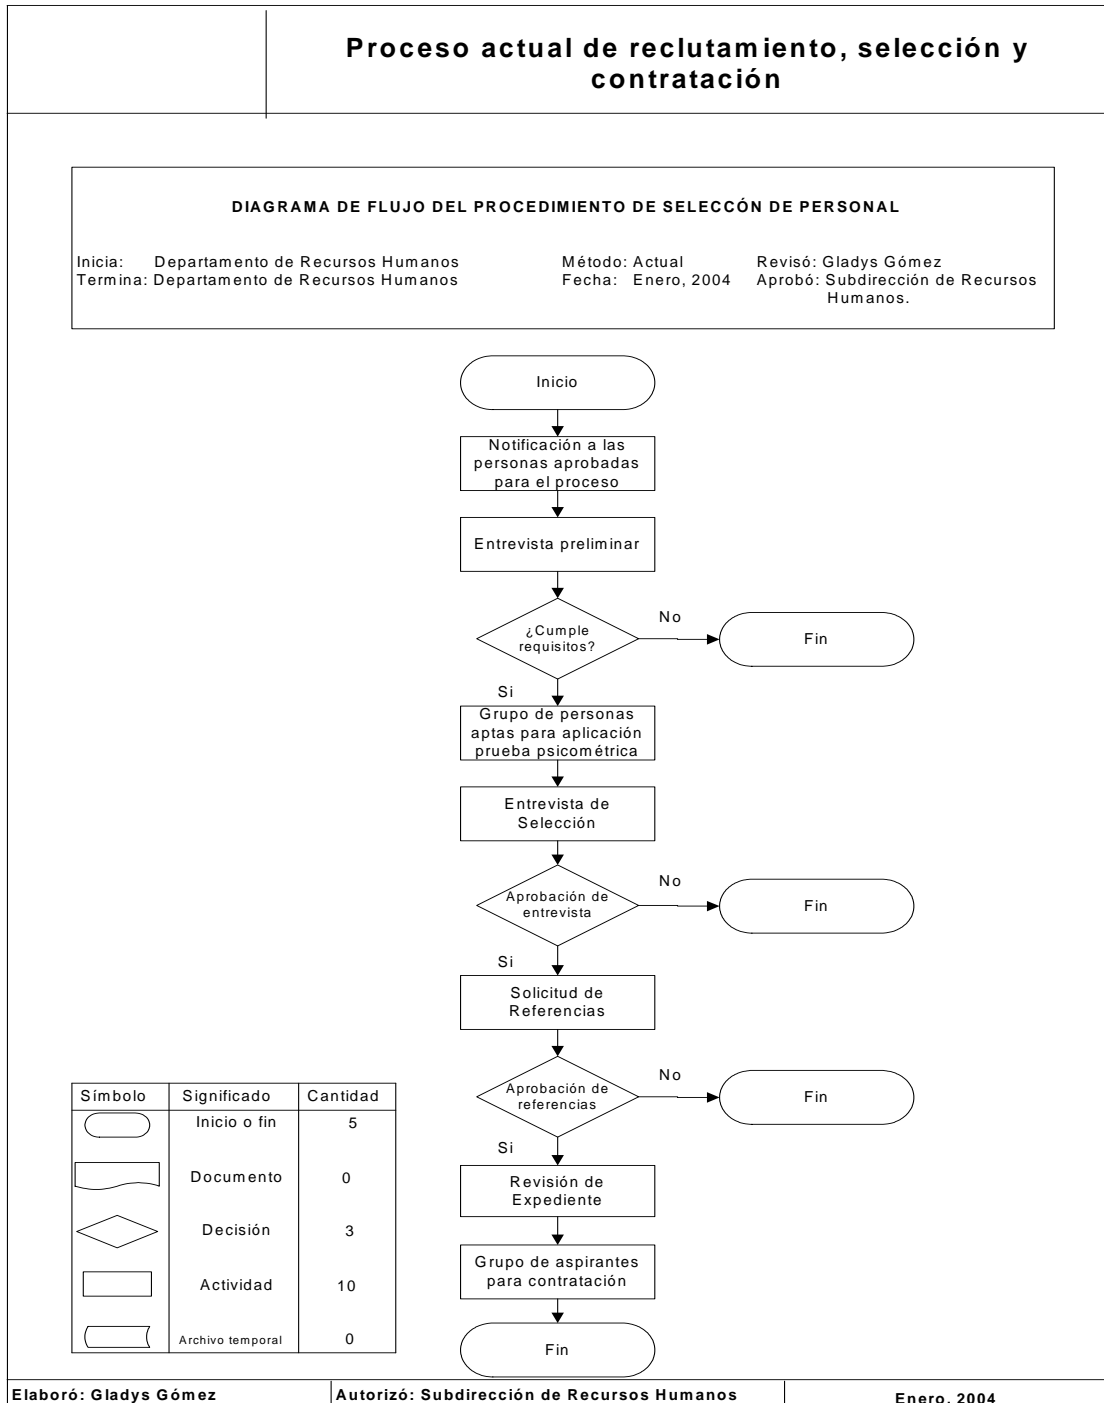 Proceso actual de reclutamiento, selección y
contratación
DIAGRAMA DE FLUJO DEL PROCEDIMIENTO DE SELECCÓN DE PERSONAL
Inicia: Departamento de Recursos Humanos
Termina: Departamento de Recursos Humanos
Método: Actual
Fecha: Enero, 2004
Revisó: Gladys Gómez
Aprobó: Subdirección de Recursos
Humanos.
Inicio
Notificación a las
personas aprobadas
para el proceso
Entrevista preliminar
¿Cumple
requisitos?
No
Fin
Si
Grupo de personas
aptas para aplicación
prueba psicométrica
Entrevista de
Selección
Aprobación de
entrevista
No
Fin
Si
Solicitud de
Referencias
Aprobación de
referencias
No
Fin
Si
Revisión de
Expediente
Grupo de aspirantes
para contratación
Fin
Símbolo Significado Cantidad
Inicio o fin 5
Documento 0
Decisión 3
Actividad 10
Archivo temporal 0
Elaboró: Gladys Gómez
Autorizó: Subdirección de Recursos Humanos
Enero, 2004